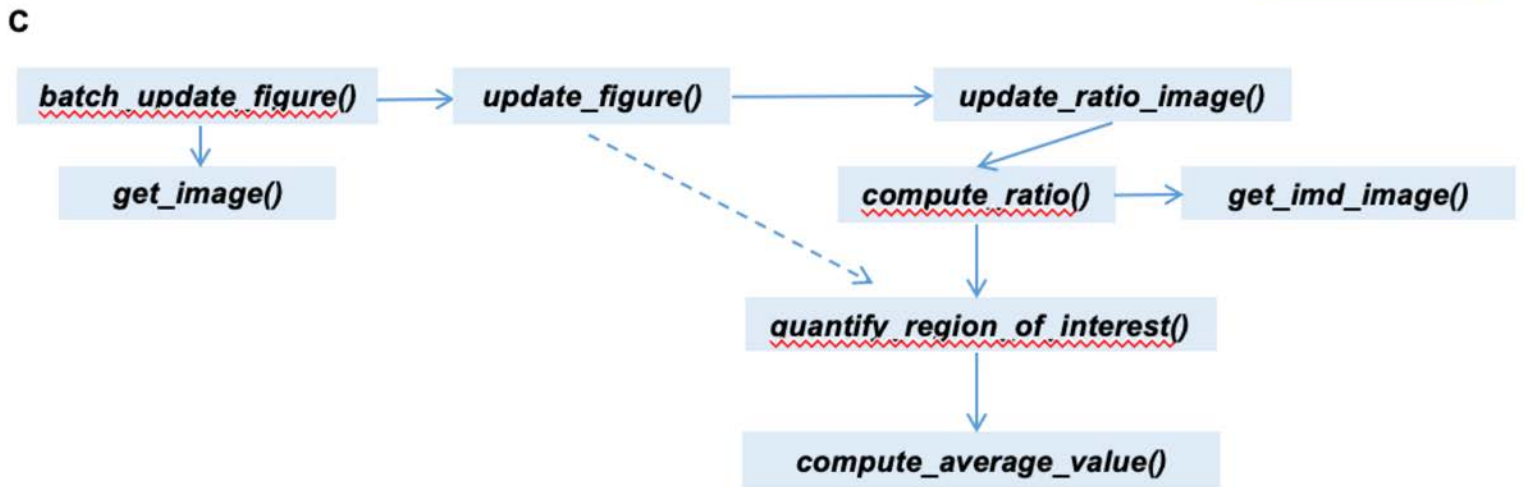 C
batch_update_figure() update_figure() update_ratio_image()
get_image() compute_ratio() get_imd_image()
quantify_region_of_interest()
compute_average_value()